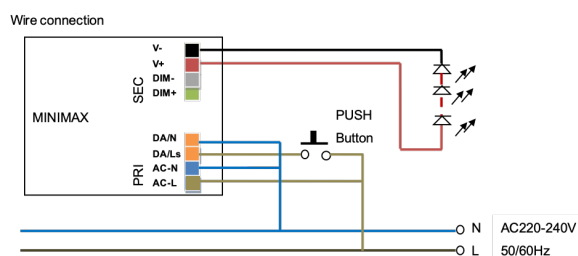 Wire connection
V-
V+
DIM-
DIM+
SEC
MINIMAX
PUSH
Button
DA/N
DA/Ls
AC-N
AC-L
PRI
N AC220-240V
L 50/60Hz